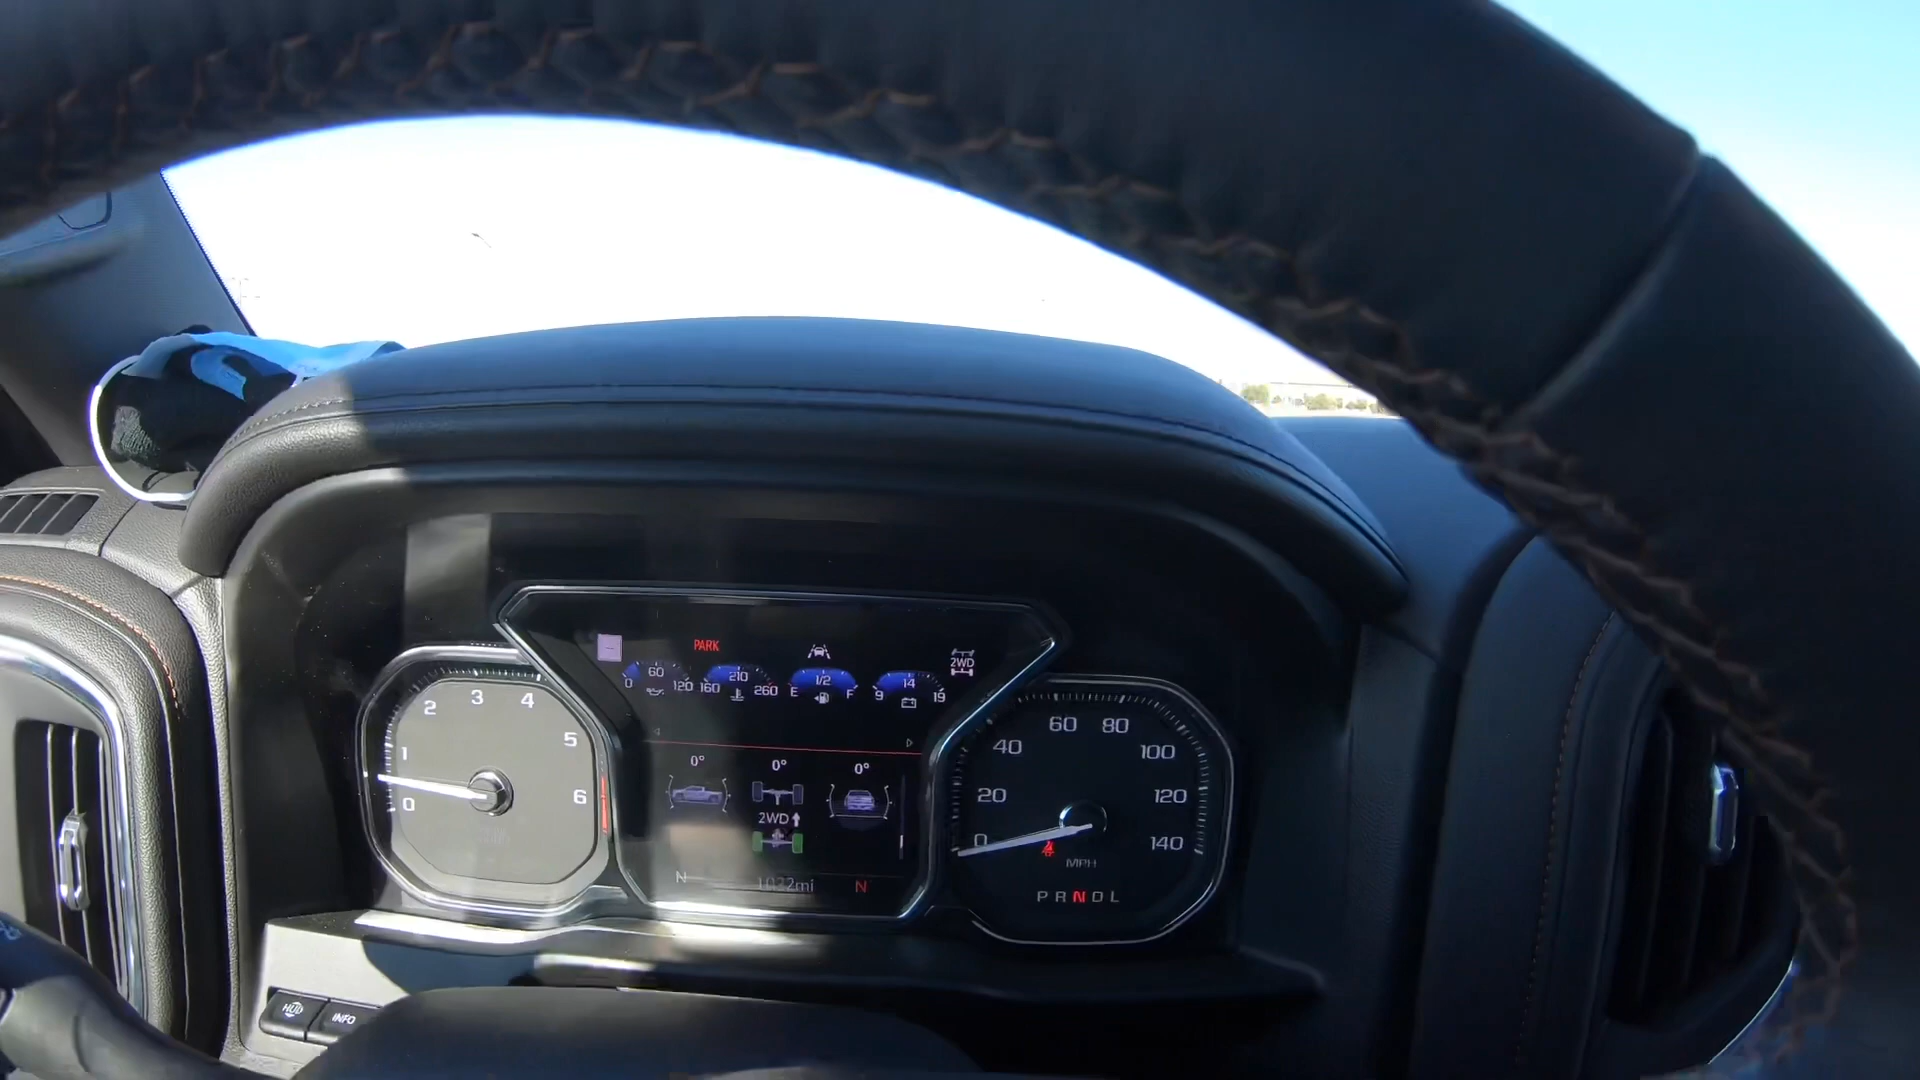 PARK
2WD
0 60 120
160 210 260
E 1/2 F
9 14 19
0 1 2 3 4 5 6
0° 0° 0°
2WD
N 1022mi N
0 20 40 60 80 100 120 140
MPH
P R N D L
HUD
INFO